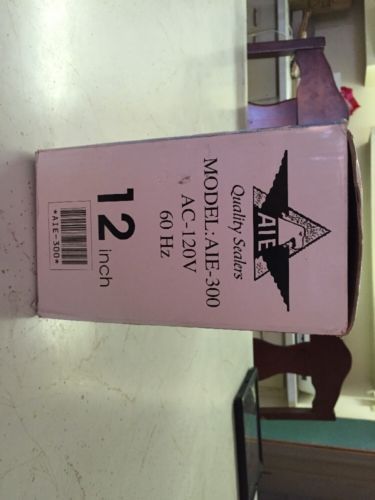 AIE
Quality Sealers
MODEL:AIE-300
AC-120V
60 Hz
12 inch
*AIE-300*